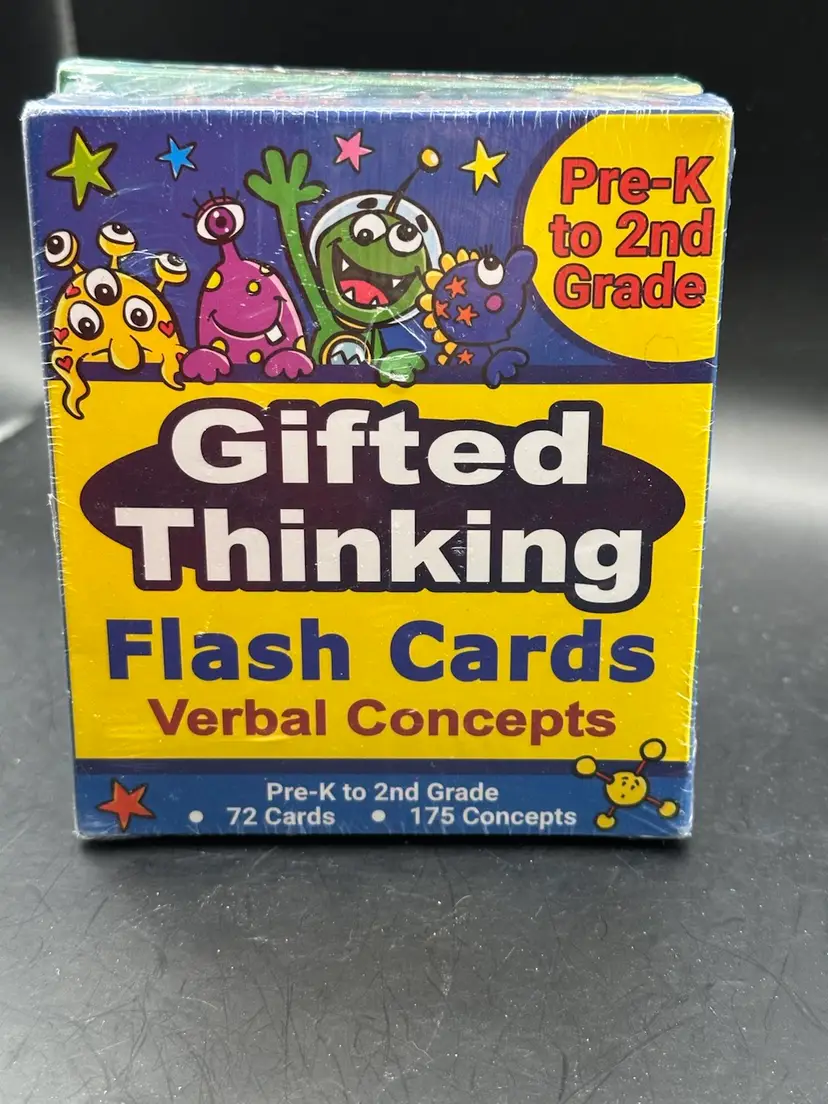 Pre-K
to 2nd
Grade
Gifted
Thinking
Flash Cards
Verbal Concepts
Pre-K to 2nd Grade
• 72 Cards • 175 Concepts